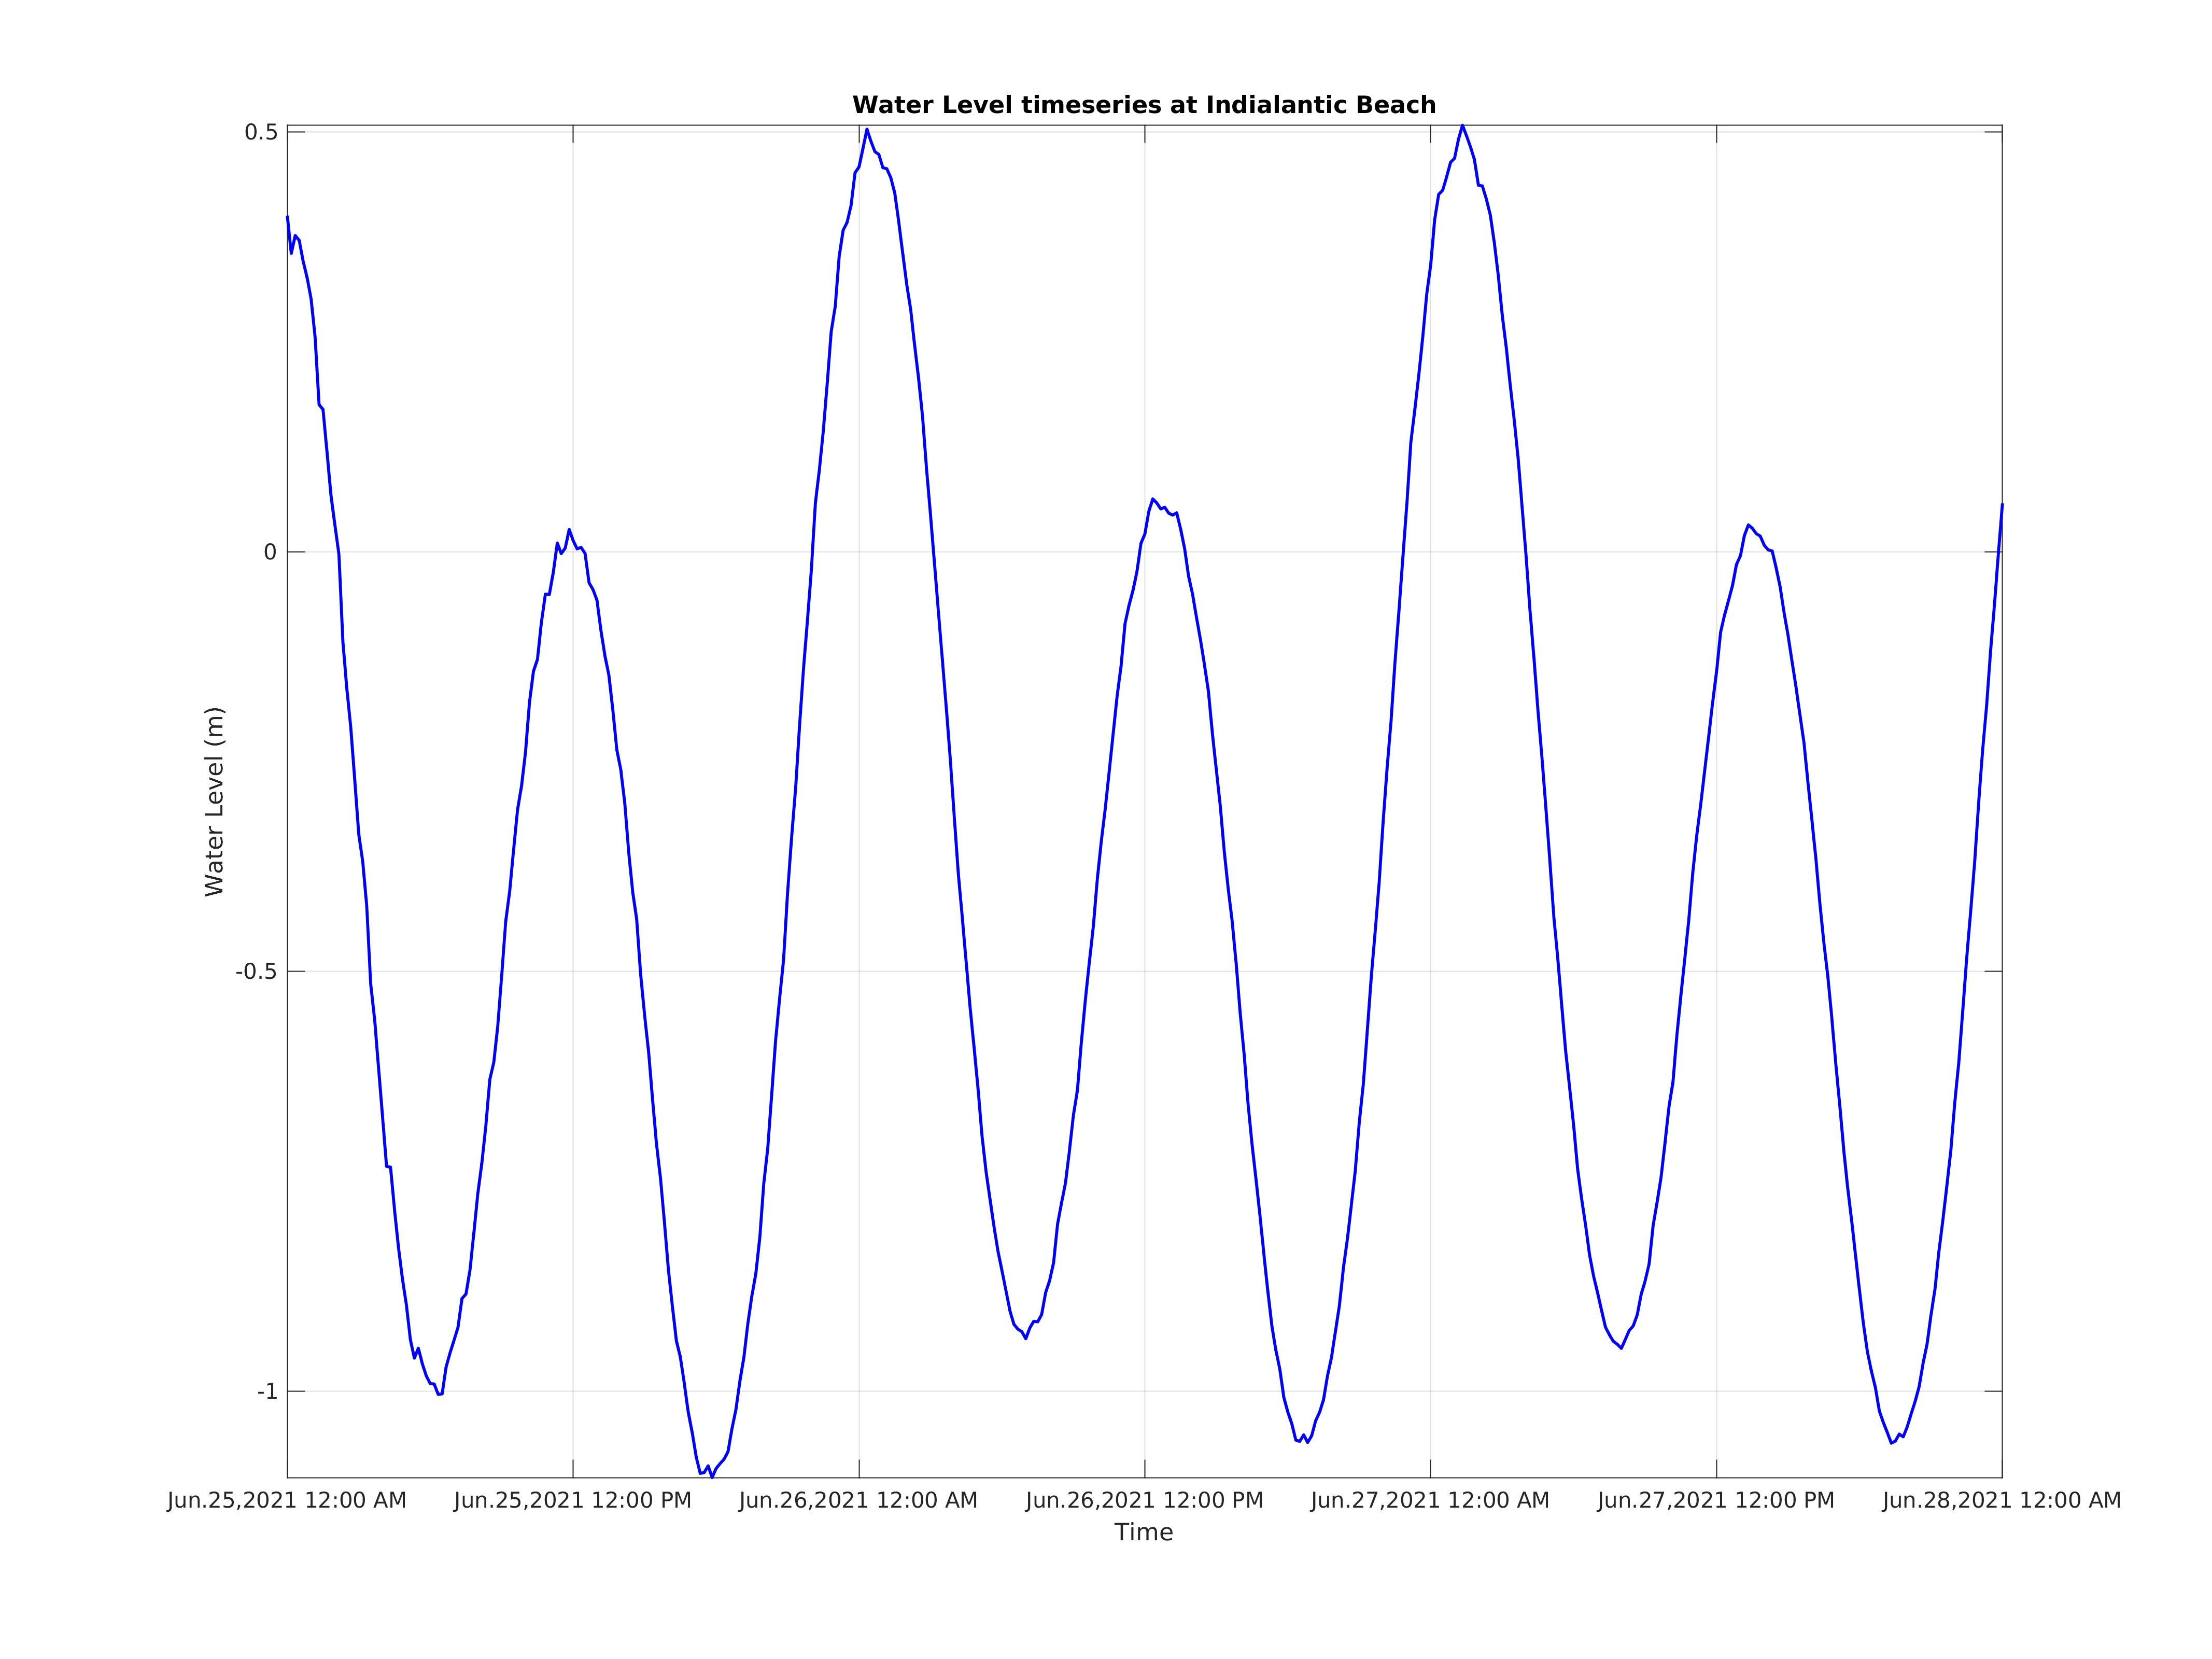 Water Level timeseries at Indialantic Beach
0.5
0
-0.5
-1
Water Level (m)
Jun.25,2021 12:00 AM
Jun.25,2021 12:00 PM
Jun.26,2021 12:00 AM
Jun.26,2021 12:00 PM
Jun.27,2021 12:00 AM
Jun.27,2021 12:00 PM
Jun.28,2021 12:00 AM
Time